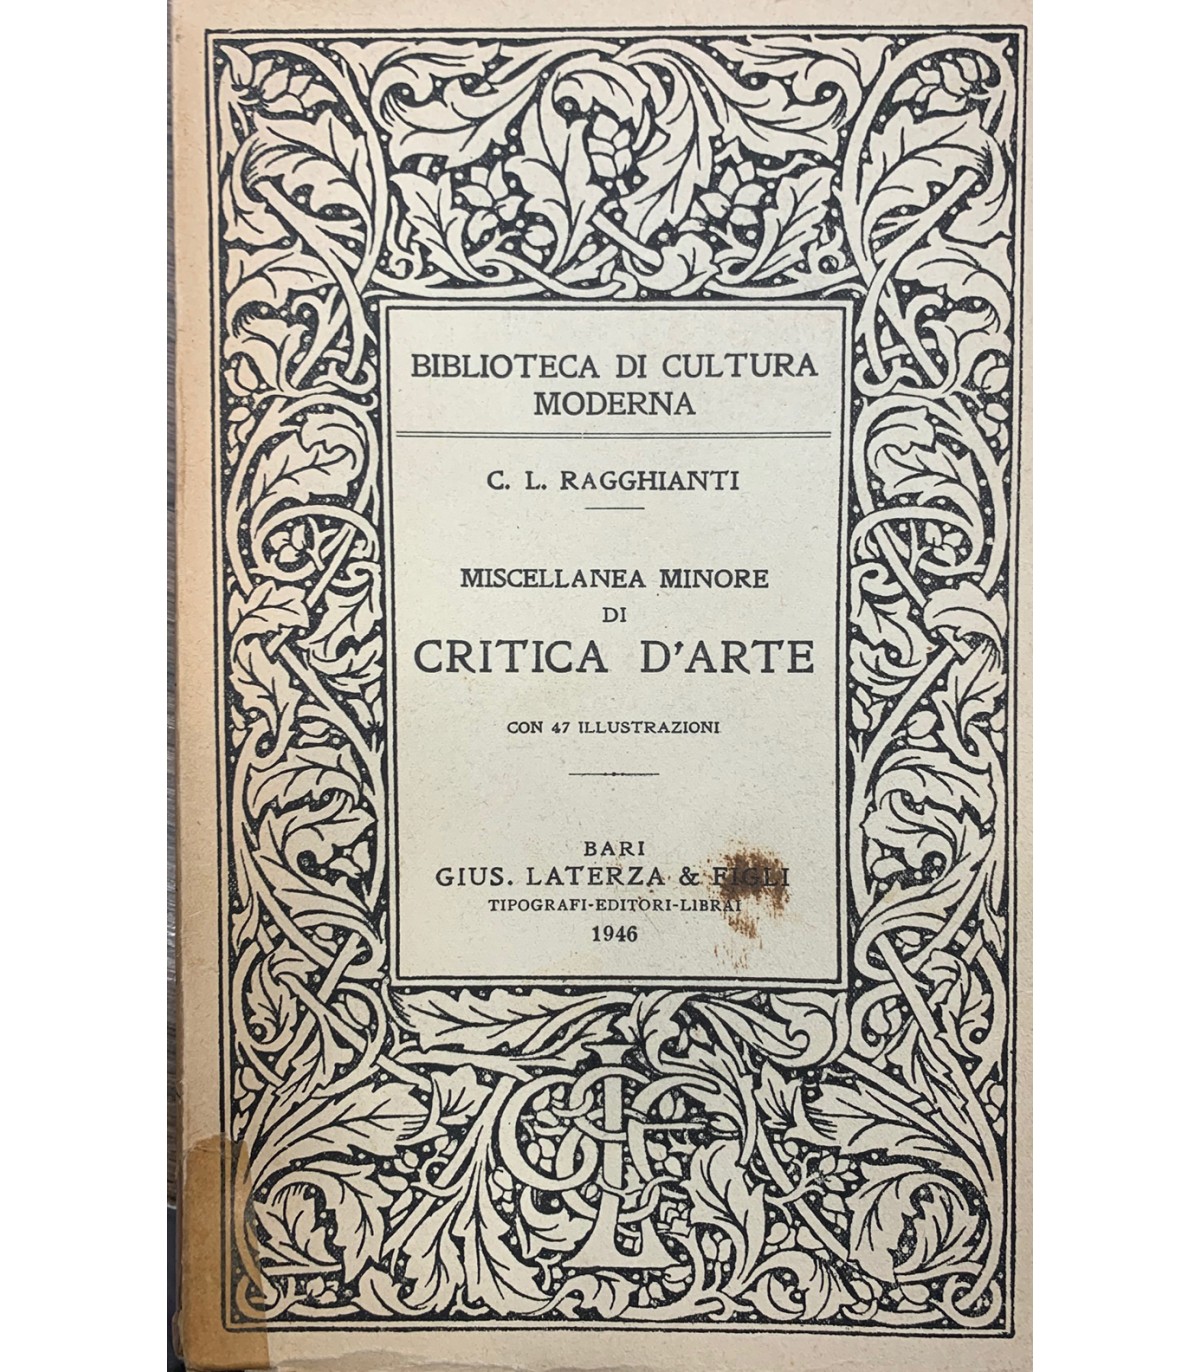 BIBLIOTECA DI CULTURA
MODERNA
C. L. RAGGHIANTI
MISCELLANEA MINORE
DI
CRITICA D'ARTE
CON 47 ILLUSTRAZIONI
BARI
GIUS. LATERZA & FIGLI
TIPOGRAFI-EDITORI-LIBRAI
1946